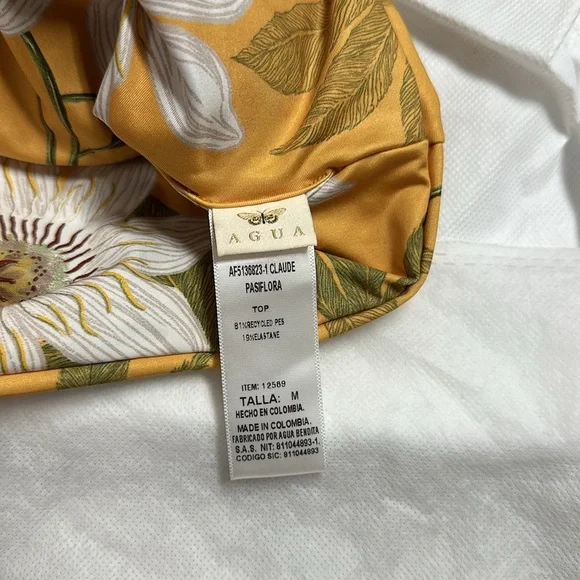 AGUA
AF5136823-1 CLAUDE
PASIFLORA
TOP
81%RECYCLED PES
19%ELASTANE
ITEM: 12569
TALLA: M
HECHO EN COLOMBIA.
MADE IN COLOMBIA.
FABRICADO POR AGUA BENDITA
S.A.S. NIT: 811044893-1.
CODIGO SIC: 811044893